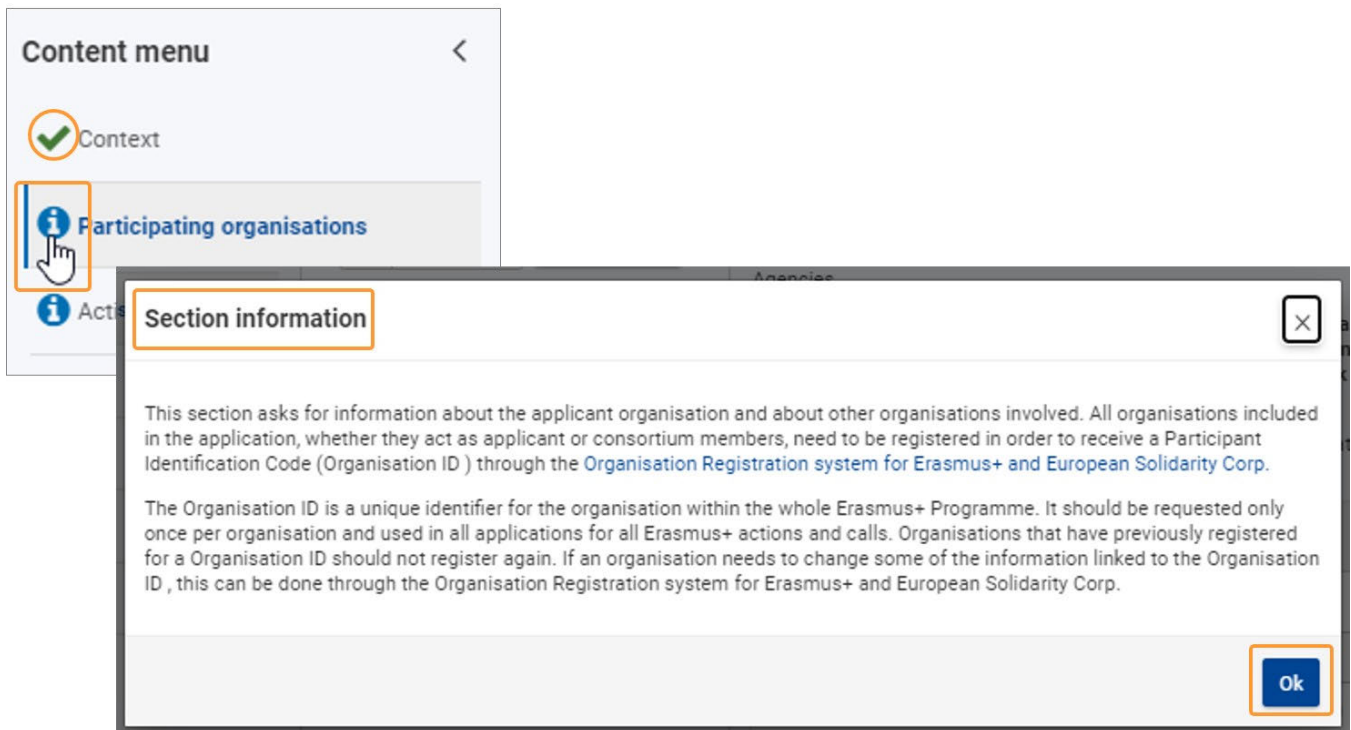 Content menu
Context
Participating organisations
Agencies
Acti
Section information
This section asks for information about the applicant organisation and about other organisations involved. All organisations included
in the application, whether they act as applicant or consortium members, need to be registered in order to receive a Participant
Identification Code (Organisation ID ) through the Organisation Registration system for Erasmus+ and European Solidarity Corp.
The Organisation ID is a unique identifier for the organisation within the whole Erasmus+ Programme. It should be requested only
once per organisation and used in all applications for all Erasmus+ actions and calls. Organisations that have previously registered
for a Organisation ID should not register again. If an organisation needs to change some of the information linked to the Organisation
ID , this can be done through the Organisation Registration system for Erasmus+ and European Solidarity Corp.
Ok